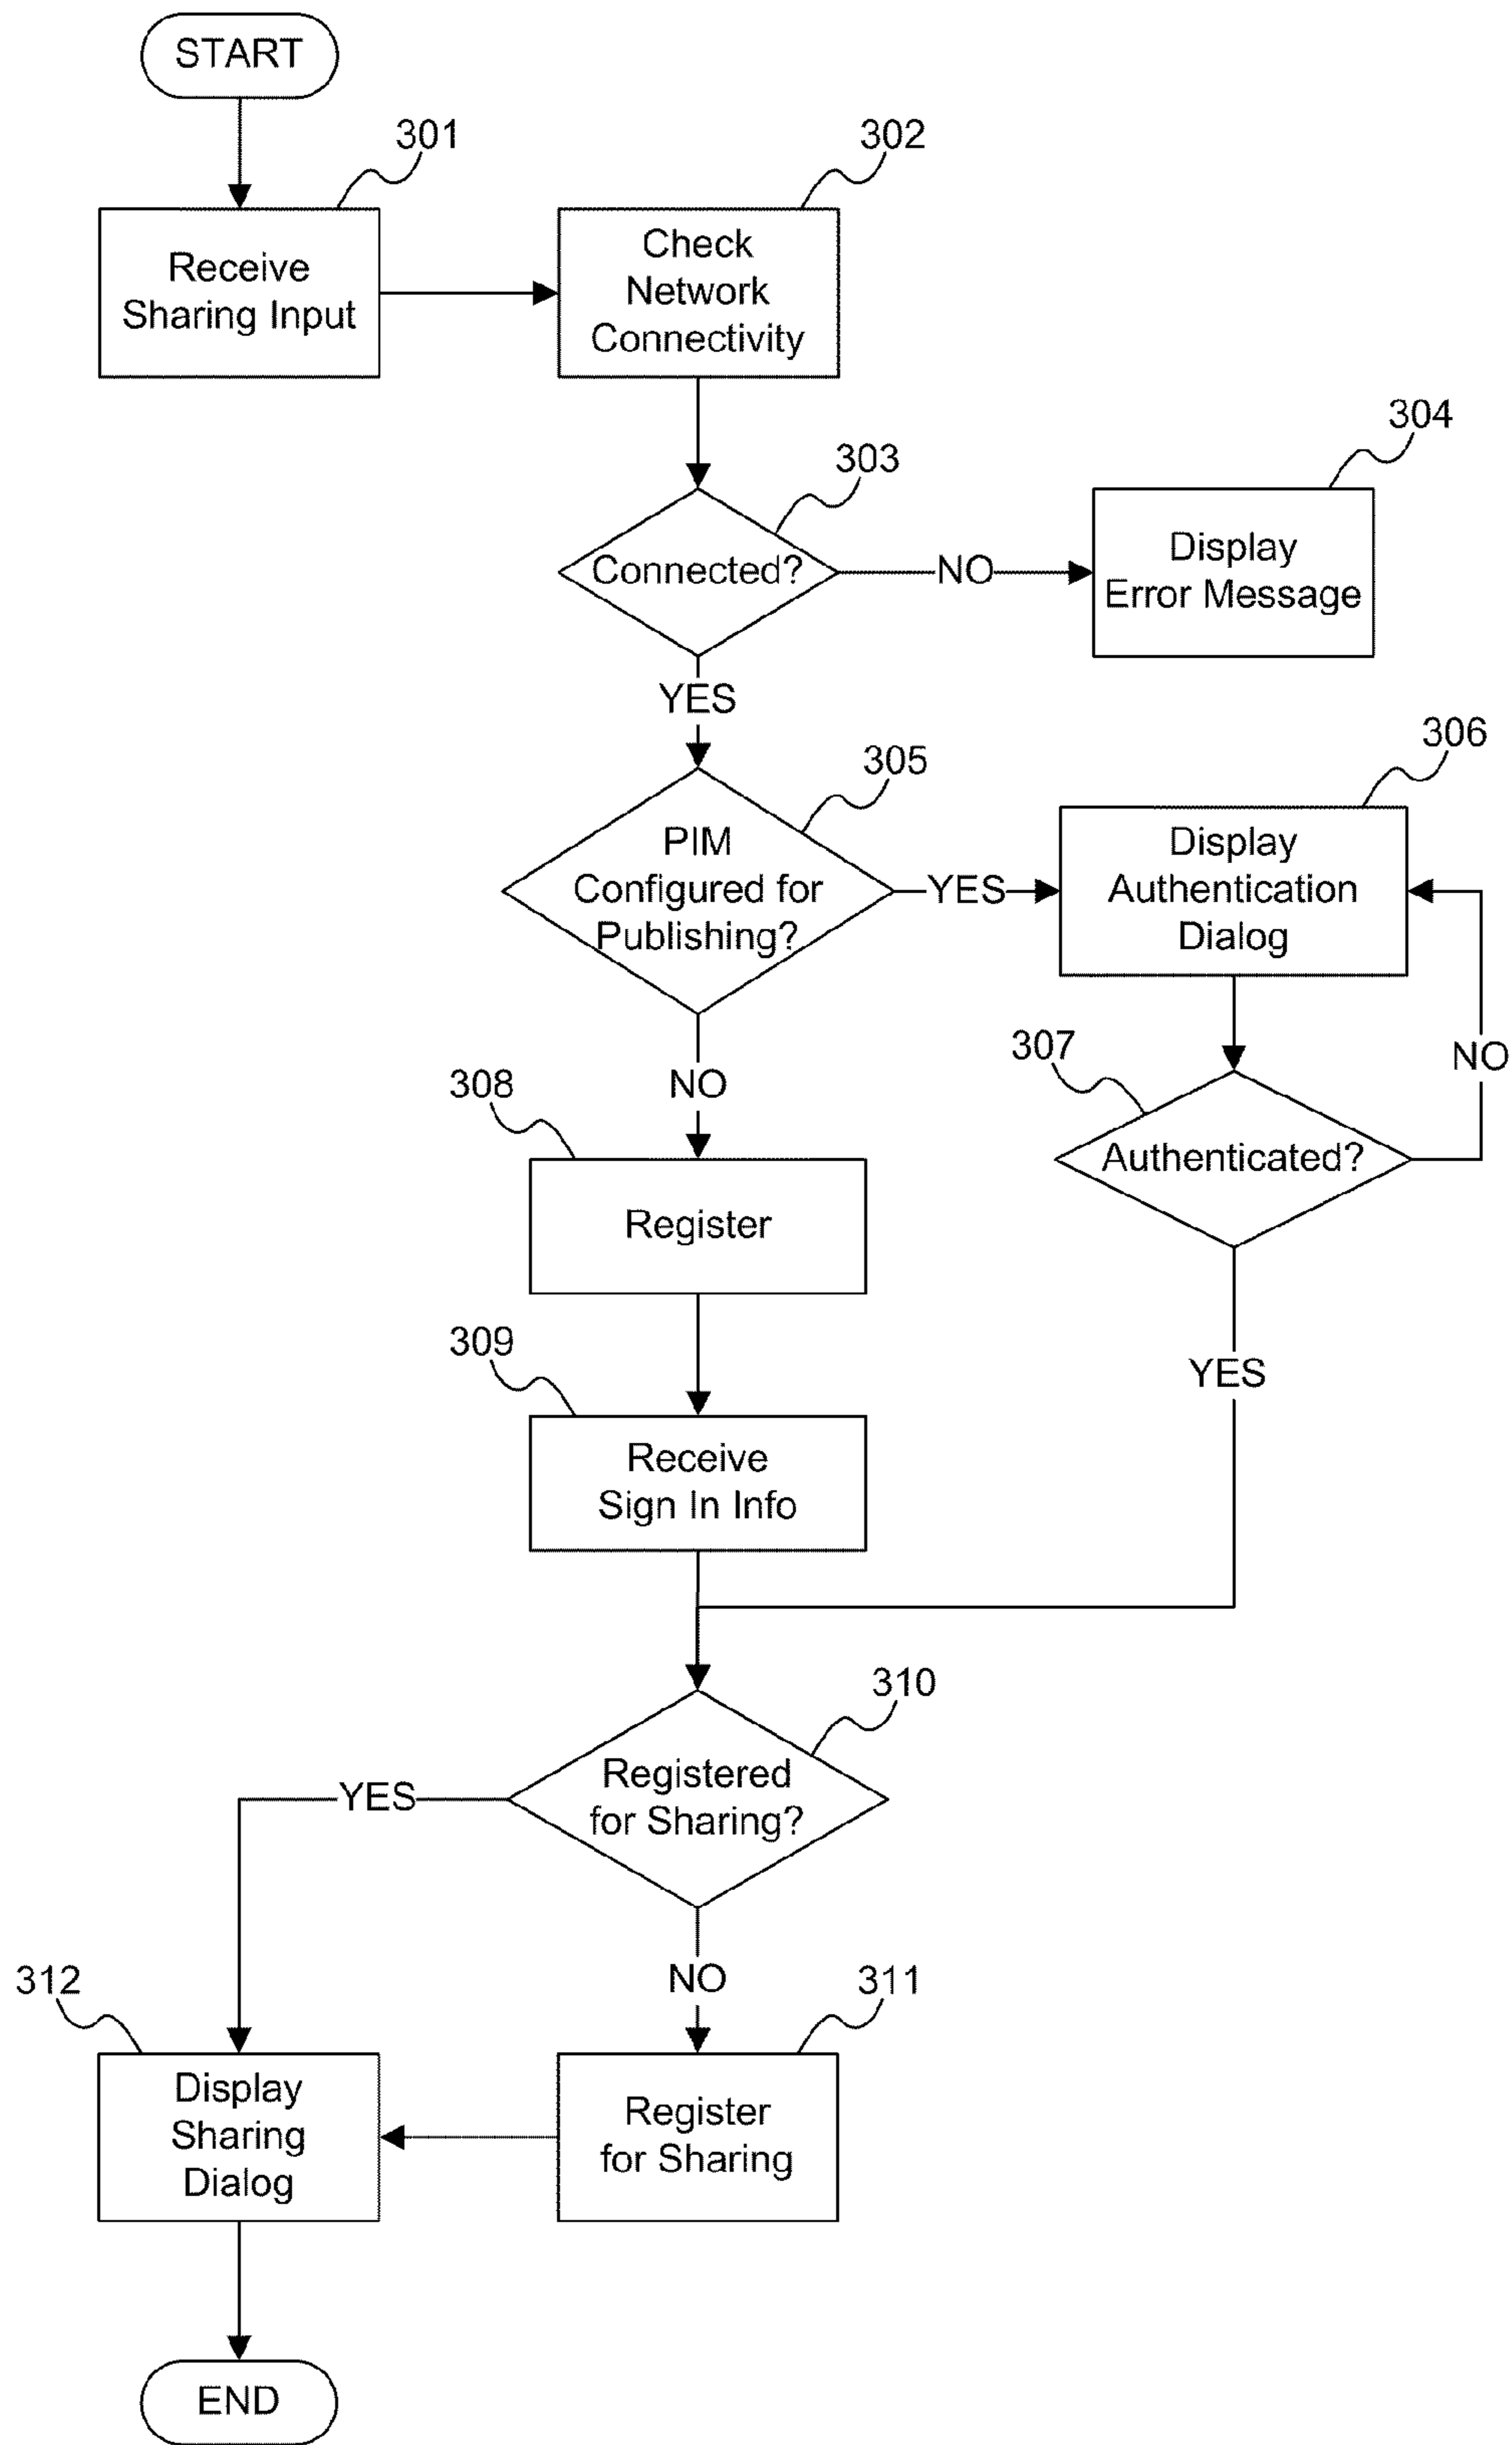 START
301
302
Receive
Sharing Input
Check
Network
Connectivity
304
303
Connected?
NO
Display
Error Message
YES
306
305
PIM
Configured for
Publishing?
YES
Display
Authentication
Dialog
307
NO
308
NO
Authenticated?
Register
309
YES
Receive
Sign In Info
310
Registered
for Sharing?
YES
312
NO
311
Display
Sharing
Dialog
Register
for Sharing
END